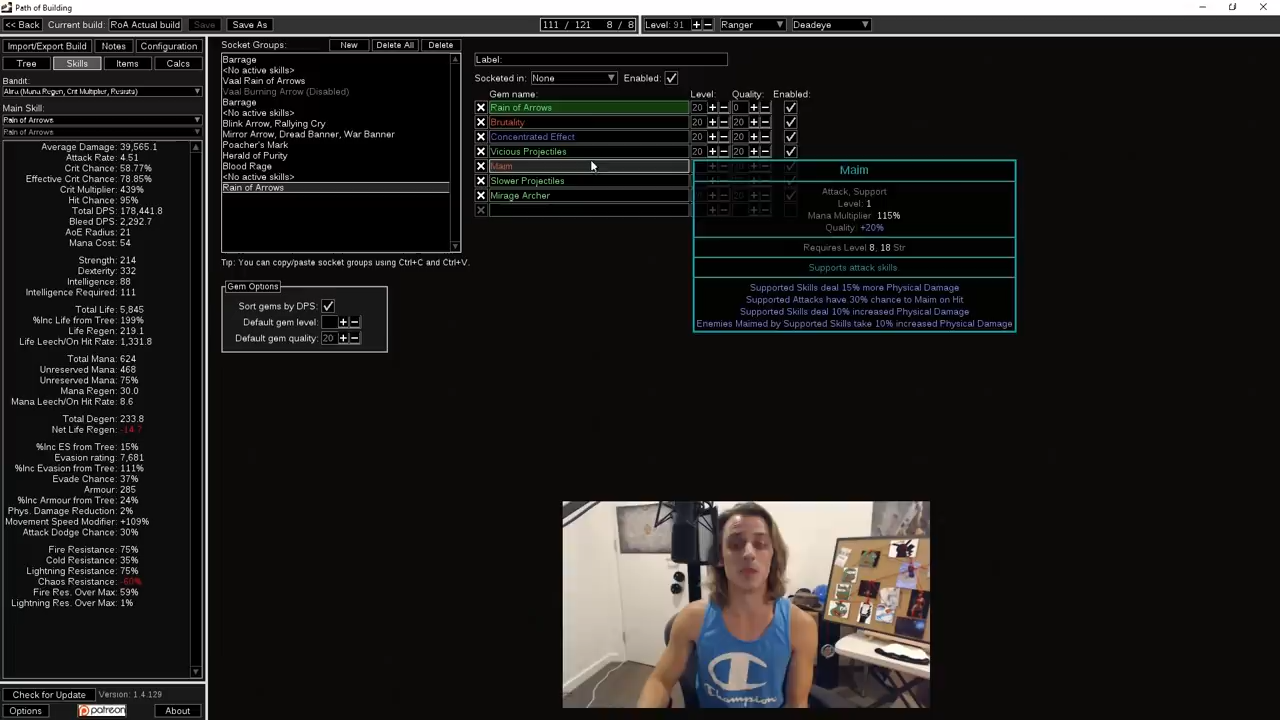 Path of Building
<< Back
Current build:
RoA Actual build
Save
Save As
111 / 121 8 / 8
Level: 91
Ranger
Deadeye
Import/Export Build
Notes
Configuration
Tree
Skills
Items
Calcs
Bandit:
Alira (Mana Regen, Crit Multiplier, Resists)
Main Skill:
Rain of Arrows
Rain of Arrows
Average Damage: 39,565.1
Attack Rate: 4.51
Crit Chance: 58.77%
Effective Crit Chance: 78.85%
Crit Multiplier: 439%
Hit Chance: 95%
Total DPS: 178,441.8
Bleed DPS: 2,292.7
AoE Radius: 21
Mana Cost: 54
Strength: 214
Dexterity: 332
Intelligence: 88
Intelligence Required: 111
Total Life: 5,845
%Inc Life from Tree: 199%
Life Regen: 219.1
Life Leech/On Hit Rate: 1,331.8
Total Mana: 624
Unreserved Mana: 468
Unreserved Mana: 75%
Mana Regen: 30.0
Mana Leech/On Hit Rate: 8.6
Total Degen: 233.8
Net Life Regen: -14.7
%Inc ES from Tree: 15%
Evasion rating: 7,681
%Inc Evasion from Tree: 111%
Evade Chance: 37%
Armour: 285
%Inc Armour from Tree: 24%
Phys. Damage Reduction: 2%
Movement Speed Modifier: +109%
Attack Dodge Chance: 30%
Fire Resistance: 75%
Cold Resistance: 35%
Lightning Resistance: 75%
Chaos Resistance: -60%
Fire Res. Over Max: 59%
Lightning Res. Over Max: 1%
Check for Update
Version: 1.4.129
Options
patreon
About
Socket Groups:
New
Delete All
Delete
Barrage
<No active skills>
Vaal Rain of Arrows
Vaal Burning Arrow (Disabled)
Barrage
<No active skills>
Blink Arrow, Rallying Cry
Mirror Arrow, Dread Banner, War Banner
Poacher's Mark
Herald of Purity
Blood Rage
<No active skills>
Rain of Arrows
Tip: You can copy/paste socket groups using Ctrl+C and Ctrl+V.
Gem Options
Sort gems by DPS:
Default gem level:
Default gem quality: 20
Label:
Socketed in: None
Enabled:
Gem name: Level: Quality: Enabled:
Rain of Arrows 20 0
Brutality 20 20
Concentrated Effect 20 20
Vicious Projectiles 20 20
Maim
Slower Projectiles
Mirage Archer
Maim
Attack, Support
Level: 1
Mana Multiplier 115%
Quality: +20%
Requires Level 8, 18 Str
Supports attack skills.
Supported Skills deal 15% more Physical Damage
Supported Attacks have 30% chance to Maim on Hit
Supported Skills deal 10% increased Physical Damage
Enemies Maimed by Supported Skills take 10% increased Physical Damage
Champion